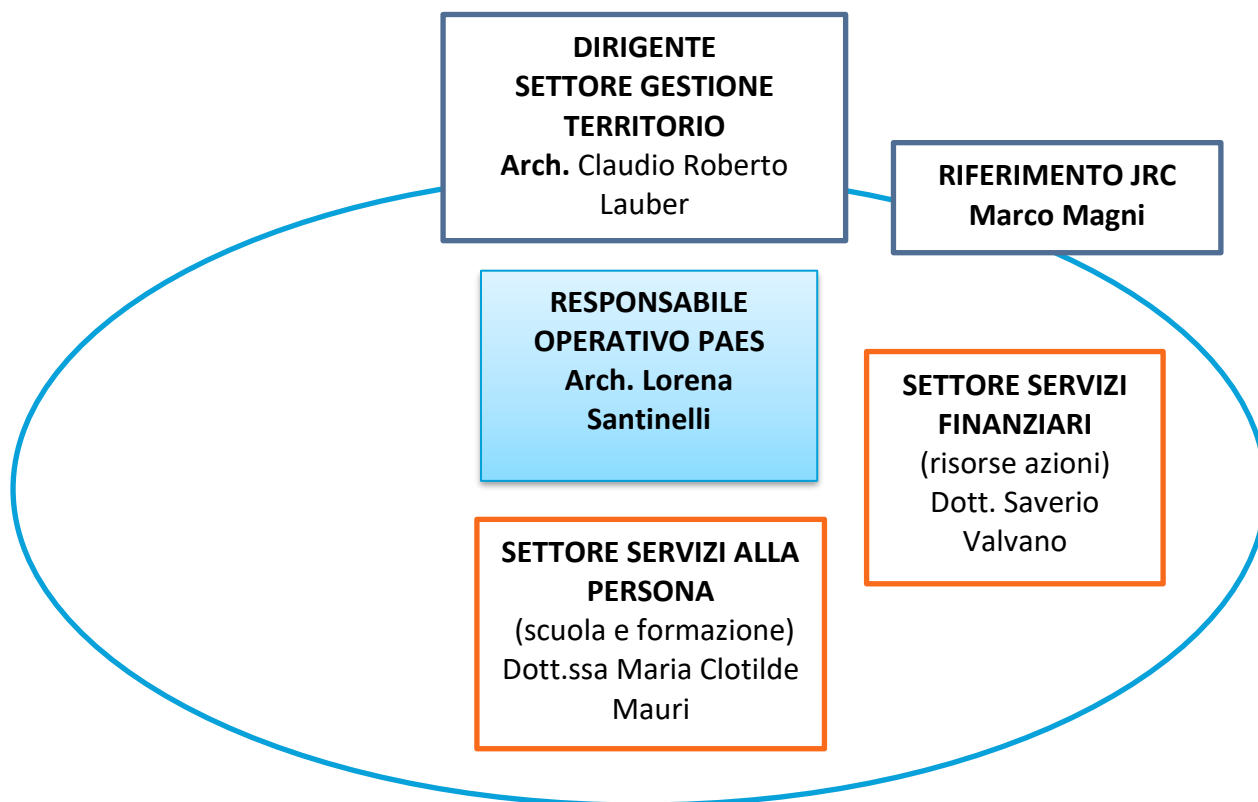 DIRIGENTE
SETTORE GESTIONE
TERRITORIO
Arch. Claudio Roberto
Lauber
RIFERIMENTO JRC
Marco Magni
RESPONSABILE
OPERATIVO PAES
Arch. Lorena
Santinelli
SETTORE SERVIZI
FINANZIARI
(risorse azioni)
Dott. Saverio
Valvano
SETTORE SERVIZI ALLA
PERSONA
(scuola e formazione)
Dott.ssa Maria Clotilde
Mauri